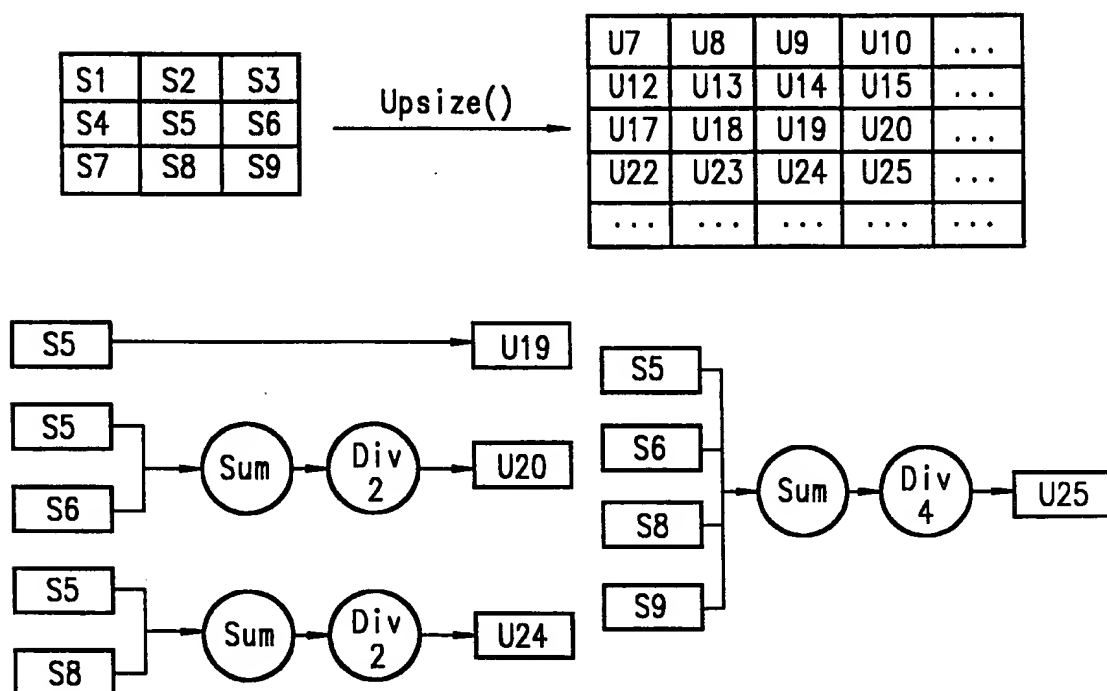 S1 S2 S3
S4 S5 S6
S7 S8 S9
Upsize()
U7 U8 U9 U10 ...
U12 U13 U14 U15 ...
U17 U18 U19 U20 ...
U22 U23 U24 U25 ...
... ... ... ... ...
S5 U19
S5
S6
Sum
Div
2
U20
S5
S8
Sum
Div
2
U24
S5
S6
S8
S9
Sum
Div
4
U25